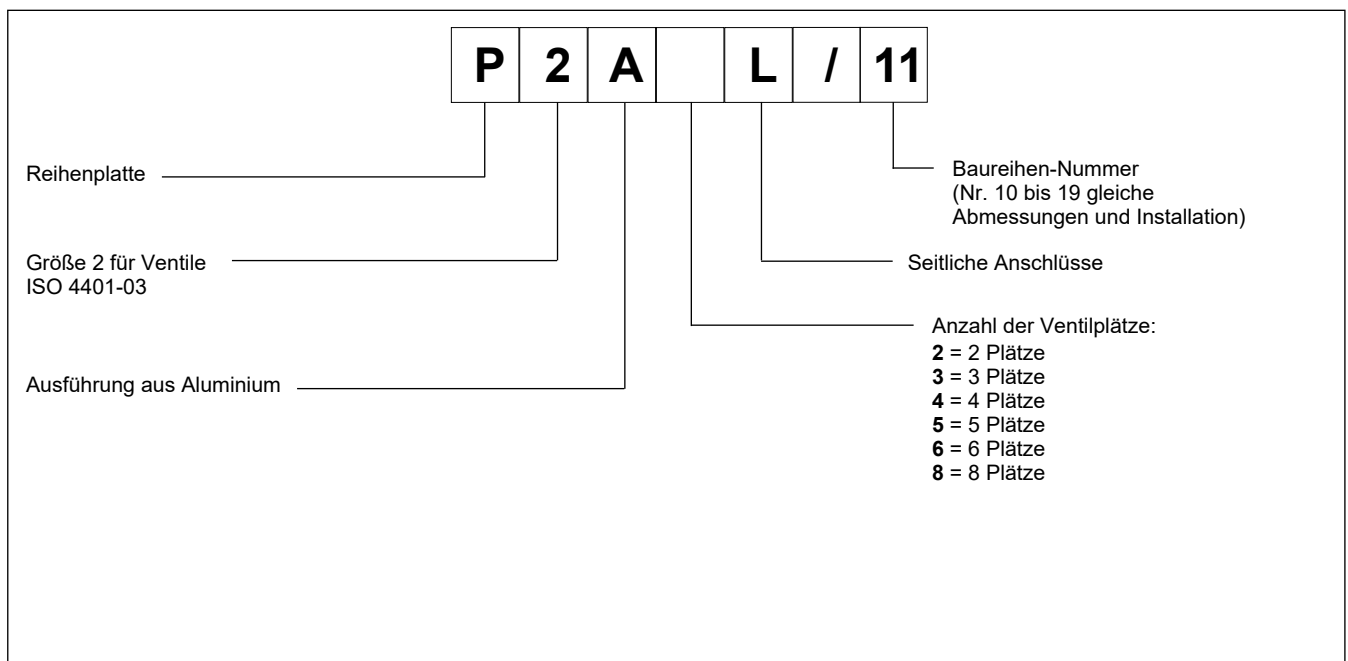 P 2 A L / 11
Reihenplatte
Größe 2 für Ventile
ISO 4401-03
Ausführung aus Aluminium
Baureihen-Nummer
(Nr. 10 bis 19 gleiche
Abmessungen und Installation)
Seitliche Anschlüsse
Anzahl der Ventilplätze:
2 = 2 Plätze
3 = 3 Plätze
4 = 4 Plätze
5 = 5 Plätze
6 = 6 Plätze
8 = 8 Plätze